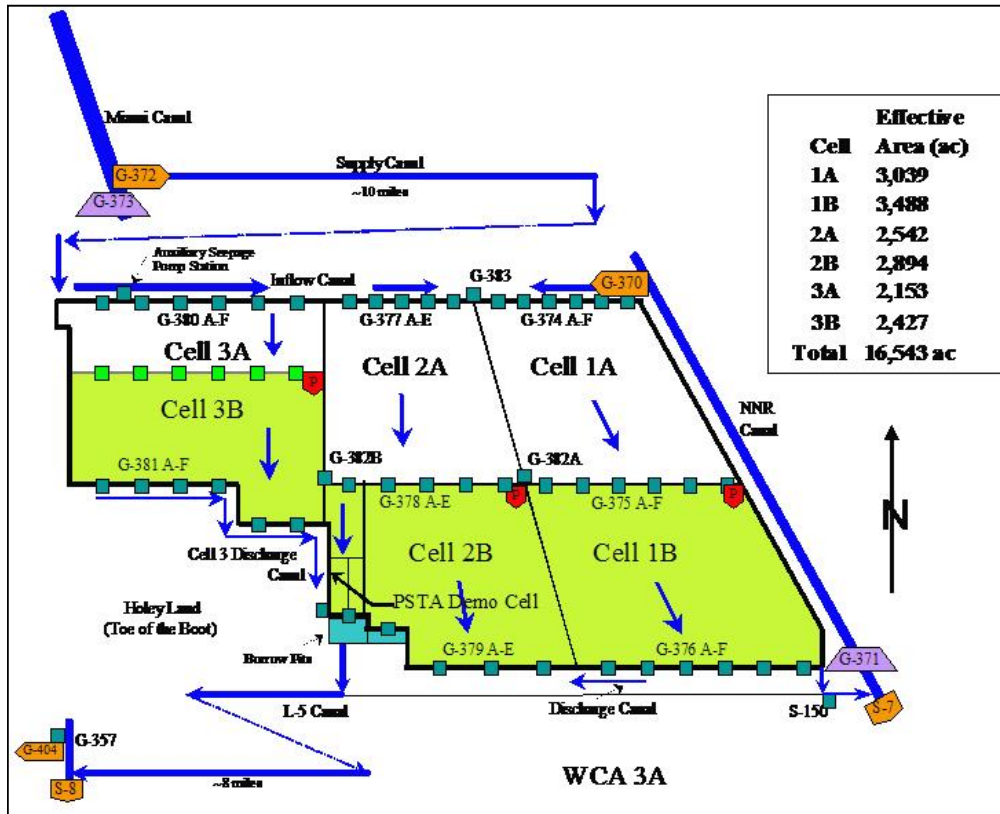 Miami Canal
G-372
G-373
Supply Canal
~10 miles
Effective
Cell Area (ac)
1A 3,039
1B 3,488
2A 2,542
2B 2,894
3A 2,153
3B 2,427
Total 16,543 ac
Auxiliary Seepage
Pump Station
Inflow Canal
G-383
G-370
G-380 A-F
G-377 A-E
G-374 A-F
Cell 3A
Cell 2A
Cell 1A
P
Cell 3B
NNR
Canal
G-381 A-F
G-382B
G-382A
G-378 A-E
P
G-375 A-F
P
N
Cell 3 Discharge
Canal
Cell 2B
Cell 1B
PSTA Demo Cell
Holey Land
(Toe of the Boot)
Borrow Pits
G-379 A-E
G-376 A-F
G-371
L-5 Canal
Discharge Canal
S-150
S-7
G-357
G-404
S-8
~8 miles
WCA 3A